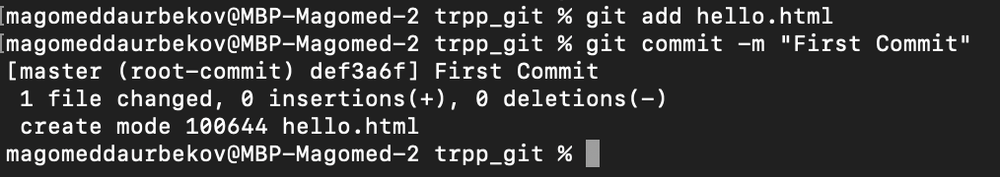 [magomeddaurbekov@MBP-Magomed-2 trpp_git % git add hello.html
[magomeddaurbekov@MBP-Magomed-2 trpp_git % git commit -m "First Commit"
[master (root-commit) def3a6f] First Commit
 1 file changed, 0 insertions(+), 0 deletions(-)
 create mode 100644 hello.html
magomeddaurbekov@MBP-Magomed-2 trpp_git %